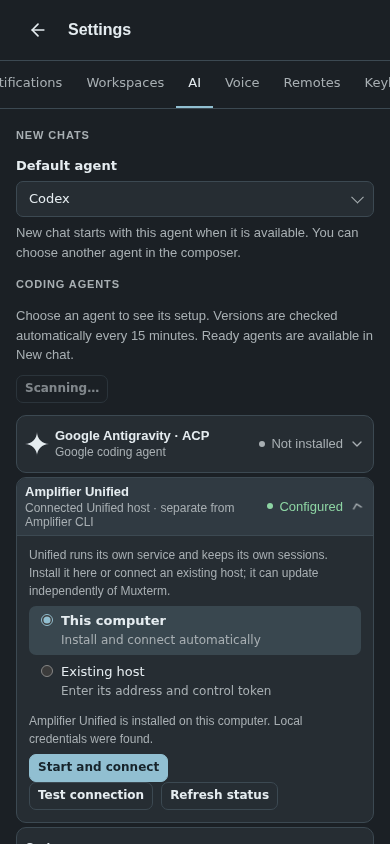 Settings
tifications Workspaces AI Voice Remotes Keyl
NEW CHATS
Default agent
Codex
New chat starts with this agent when it is available. You can
choose another agent in the composer.
CODING AGENTS
Choose an agent to see its setup. Versions are checked
automatically every 15 minutes. Ready agents are available in
New chat.
Scanning…
Google Antigravity · ACP
Google coding agent
Not installed
Amplifier Unified
Connected Unified host · separate from
Amplifier CLI
Configured
Unified runs its own service and keeps its own sessions.
Install it here or connect an existing host; it can update
independently of Muxterm.
This computer
Install and connect automatically
Existing host
Enter its address and control token
Amplifier Unified is installed on this computer. Local
credentials were found.
Start and connect
Test connection Refresh status